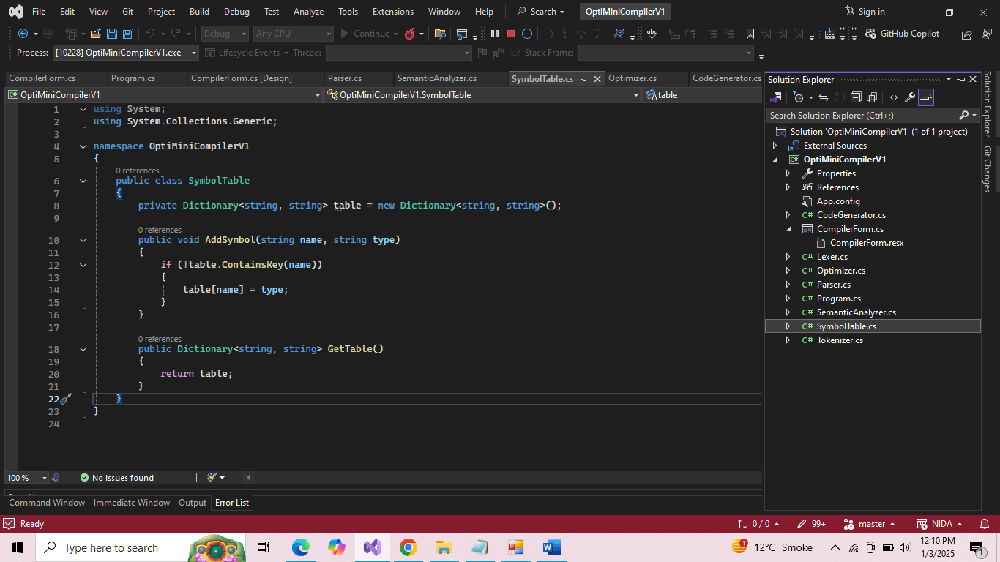 File Edit View Git Project Build Debug Test Analyze Tools Extensions Window Help Search OptiMiniCompilerV1 Sign in
Debug Any CPU Continue GitHub Copilot
Process: [10228] OptiMiniCompilerV1.exe Lifecycle Events Thread: Stack Frame:
CompilerForm.cs Program.cs CompilerForm.cs [Design] Parser.cs SemanticAnalyzer.cs SymbolTable.cs Optimizer.cs CodeGenerator.cs
OptiMiniCompilerV1 OptiMiniCompilerV1.SymbolTable table
1 using System;
2 using System.Collections.Generic;
3
4 namespace OptiMiniCompilerV1
5 {
0 references
6 public class SymbolTable
7 {
8 private Dictionary<string, string> table = new Dictionary<string, string>();
9
0 references
10 public void AddSymbol(string name, string type)
11 {
12 if (!table.ContainsKey(name))
13 {
14 table[name] = type;
15 }
16 }
17
0 references
18 public Dictionary<string, string> GetTable()
19 {
20 return table;
21 }
22 }
23 }
24
100 % No issues found
Command Window Immediate Window Output Error List
Solution Explorer
Search Solution Explorer (Ctrl+;)
Solution 'OptiMiniCompilerV1' (1 of 1 project)
External Sources
OptiMiniCompilerV1
Properties
References
App.config
C# CodeGenerator.cs
CompilerForm.cs
CompilerForm.resx
C# Lexer.cs
C# Optimizer.cs
C# Parser.cs
C# Program.cs
C# SemanticAnalyzer.cs
C# SymbolTable.cs
C# Tokenizer.cs
Solution Explorer
Git Changes
Ready 0 / 0 99+ master NIDA
Type here to search 1 12°C Smoke 12:10 PM
1/3/2025 1